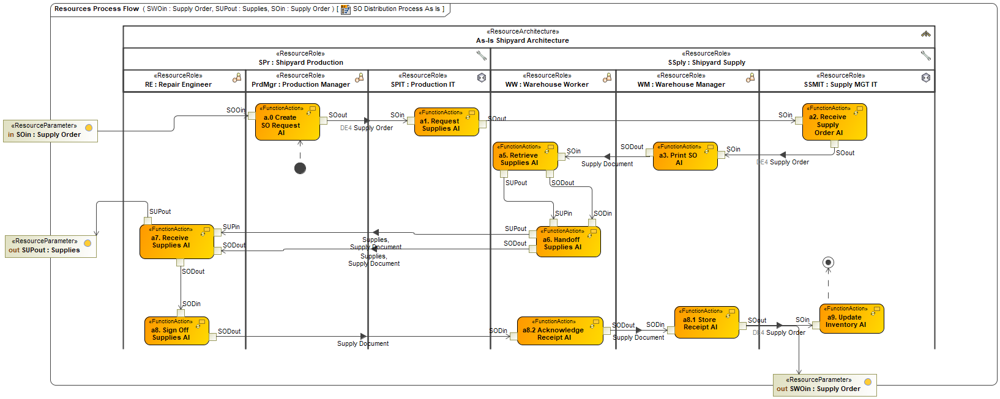 Resources Process Flow ( SWOin : Supply Order, SUPout : Supplies, SOin : Supply Order ) [ SO Distribution Process As Is ]
«ResourceArchitecture»
As-Is Shipyard Architecture
«ResourceRole»
SPr : Shipyard Production
«ResourceRole»
SSply : Shipyard Supply
«ResourceRole»
RE : Repair Engineer
«ResourceRole»
PrdMgr : Production Manager
«ResourceRole»
SPIT : Production IT
«ResourceRole»
WW : Warehouse Worker
«ResourceRole»
WM : Warehouse Manager
«ResourceRole»
SSMIT : Supply MGT IT
«ResourceParameter»
in SOin : Supply Order
SOOin
«FunctionAction»
a.0 Create
SO Request
AI
SOout
DE4 Supply Order
SOin
«FunctionAction»
a1. Request
Supplies AI
SOout
SOin
«FunctionAction»
a2. Receive
Supply
Order AI
SOout
DE4 Supply Order
SOin
«FunctionAction»
a3. Print SO
AI
SODout
Supply Document
SOin
«FunctionAction»
a5. Retrieve
Supplies AI
SUPout
SODout
SUPin
SODin
«FunctionAction»
a6. Handoff
Supplies AI
SUPout
SODout
Supplies,
Supply Document
Supplies,
Supply Document
SUPin
SODout
SUPout
«FunctionAction»
a7. Receive
Supplies AI
«ResourceParameter»
out SUPout : Supplies
SODout
SODin
«FunctionAction»
a8. Sign Off
Supplies AI
SODout
Supply Document
SODin
«FunctionAction»
a8.2 Acknowledge
Receipt AI
SODout
Supply Document
SODin
«FunctionAction»
a8.1 Store
Receipt AI
SOout
DE4 Supply Order
SOin
«FunctionAction»
a9. Update
Inventory AI
«ResourceParameter»
out SWOin : Supply Order